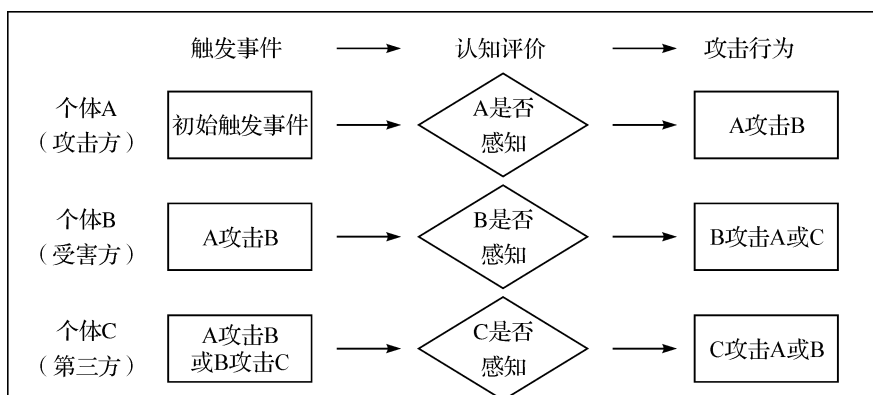 触发事件 认知评价 攻击行为
个体A
（攻击方）
初始触发事件
A是否
感知
A攻击B
个体B
（受害方）
A攻击B
B是否
感知
B攻击A或C
个体C
（第三方）
A攻击B
或B攻击C
C是否
感知
C攻击A或B